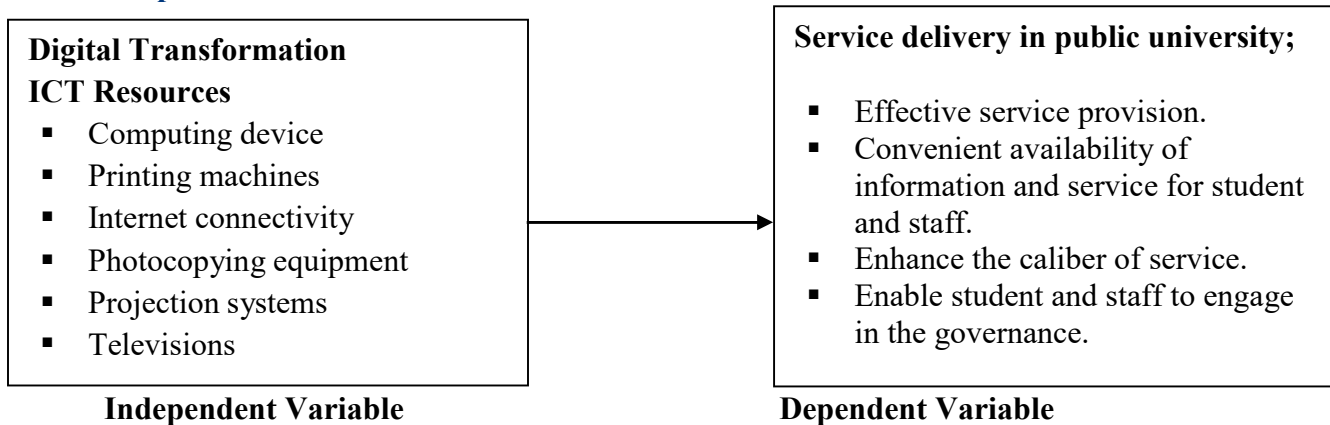 Digital Transformation
ICT Resources
▪ Computing device
▪ Printing machines
▪ Internet connectivity
▪ Photocopying equipment
▪ Projection systems
▪ Televisions
Independent Variable
Service delivery in public university;
▪ Effective service provision.
▪ Convenient availability of
information and service for student
and staff.
▪ Enhance the caliber of service.
▪ Enable student and staff to engage
in the governance.
Dependent Variable